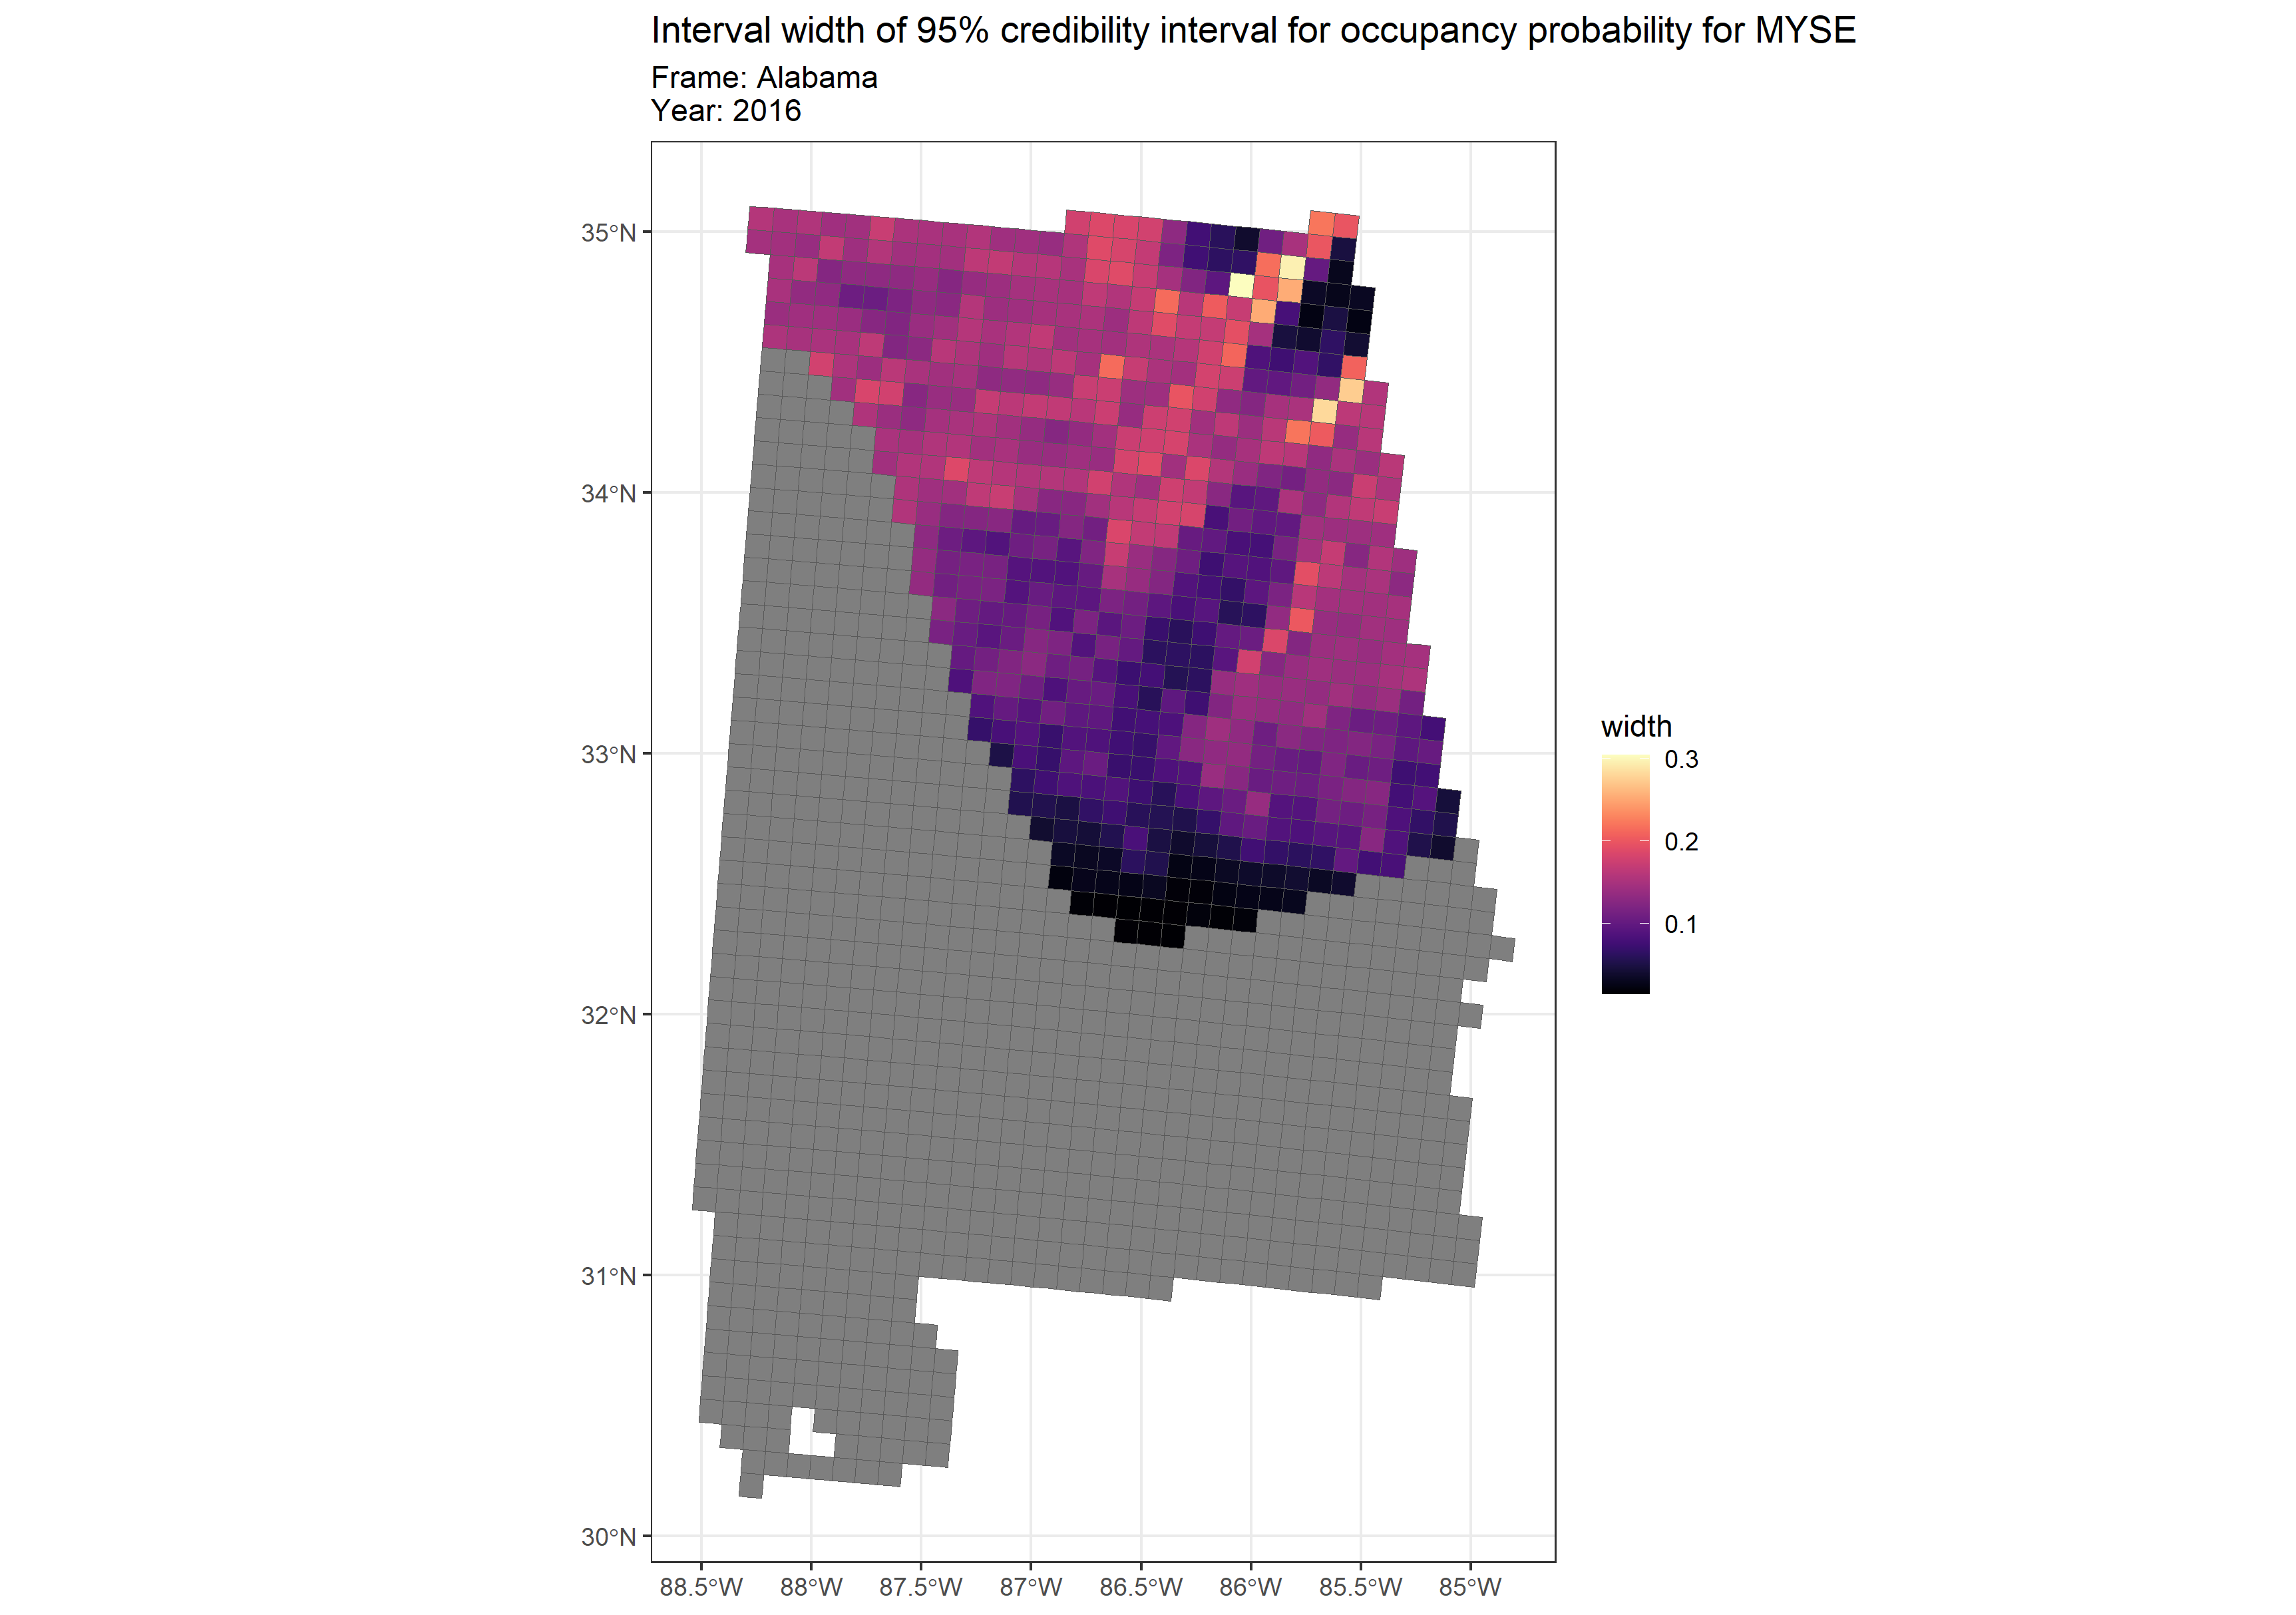 Interval width of 95% credibility interval for occupancy probability for MYSE
Frame: Alabama
Year: 2016
35°N
34°N
33°N
32°N
31°N
30°N
88.5°W 88°W 87.5°W 87°W 86.5°W 86°W 85.5°W 85°W
width
0.3
0.2
0.1